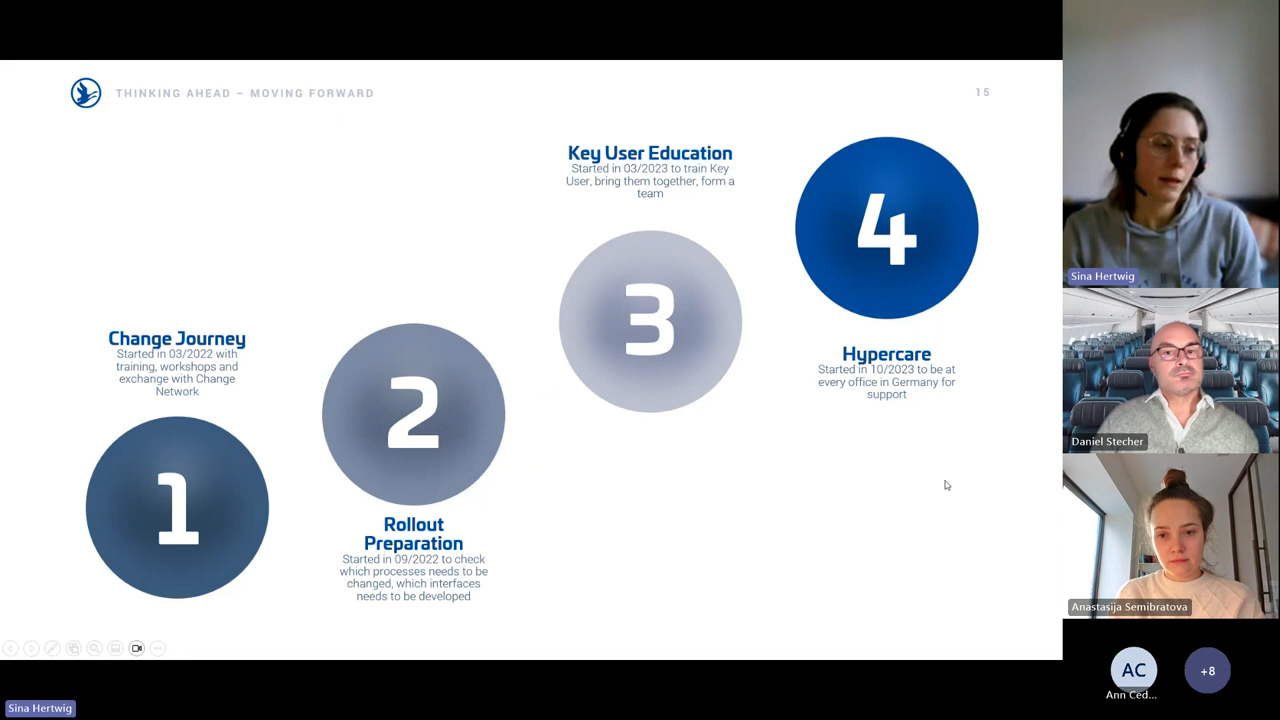 THINKING AHEAD – MOVING FORWARD
15
Change Journey
Started in 03/2022 with
training, workshops and
exchange with Change
Network
1
2
Rollout
Preparation
Started in 09/2022 to check
which processes needs to be
changed, which interfaces
needs to be developed
Key User Education
Started in 03/2023 to train Key
User, bring them together, form a
team
3
4
Hypercare
Started in 10/2023 to be at
every office in Germany for
support
Sina Hertwig
Daniel Stecher
Anastasija Semibratova
AC
Ann Ced...
+8
Sina Hertwig